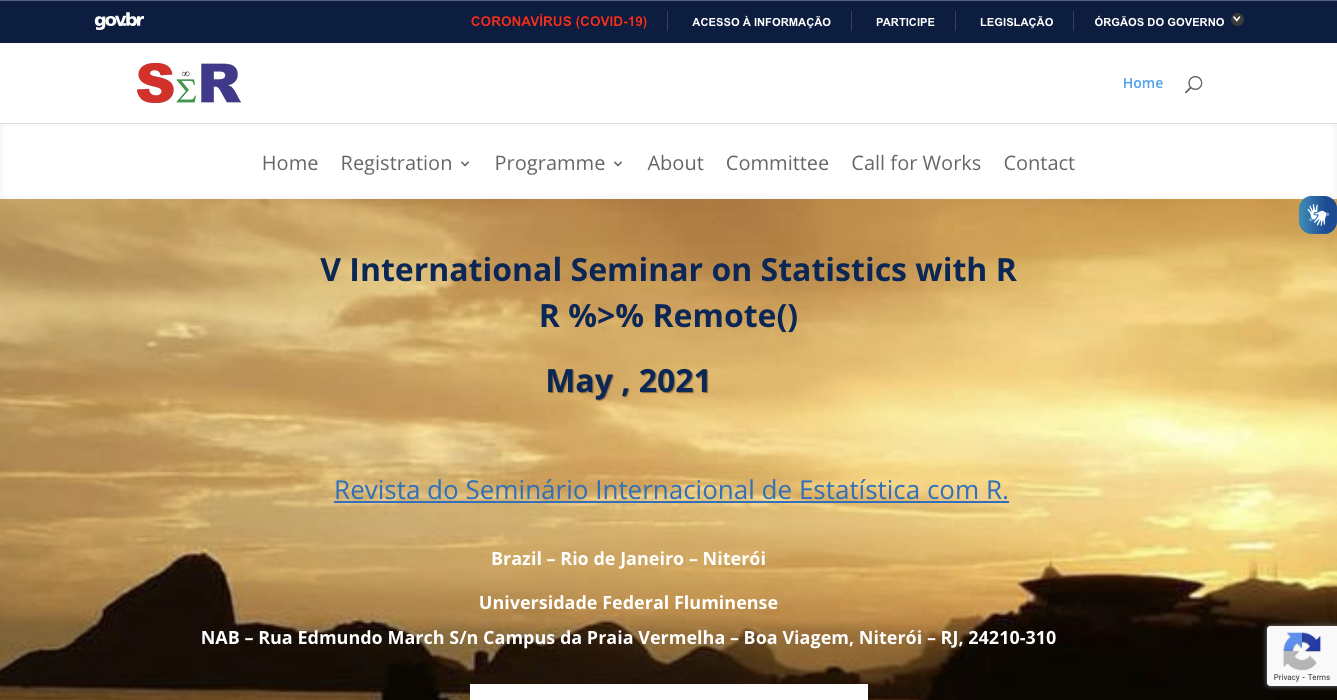 gov.br
CORONAVÍRUS (COVID-19)
ACESSO À INFORMAÇÃO
PARTICIPE
LEGISLAÇÃO
ÓRGÃOS DO GOVERNO
S∞ΣR
Home
Home
Registration
Programme
About
Committee
Call for Works
Contact
V International Seminar on Statistics with R
R %>% Remote()
May , 2021
Revista do Seminário Internacional de Estatística com R.
Brazil – Rio de Janeiro – Niterói
Universidade Federal Fluminense
NAB – Rua Edmundo March S/n Campus da Praia Vermelha – Boa Viagem, Niterói – RJ, 24210-310
Privacy - Terms